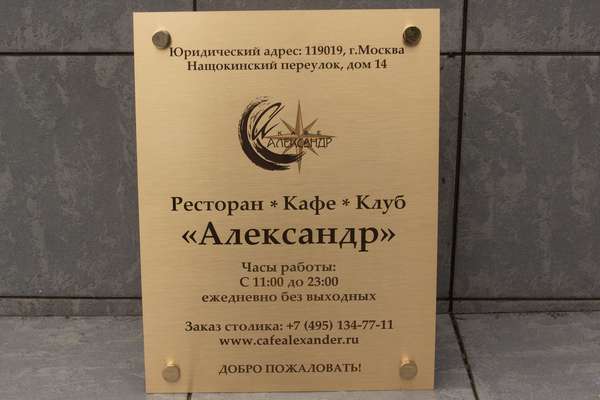 Юридический адрес: 119019, г.Москва
Нащокинский переулок, дом 14
КАФЕ
АЛЕКСАНДР
Ресторан * Кафе * Клуб
«Александр»
Часы работы:
С 11:00 до 23:00
ежедневно без выходных
Заказ столика: +7 (495) 134-77-11
www.cafealexander.ru
ДОБРО ПОЖАЛОВАТЬ!